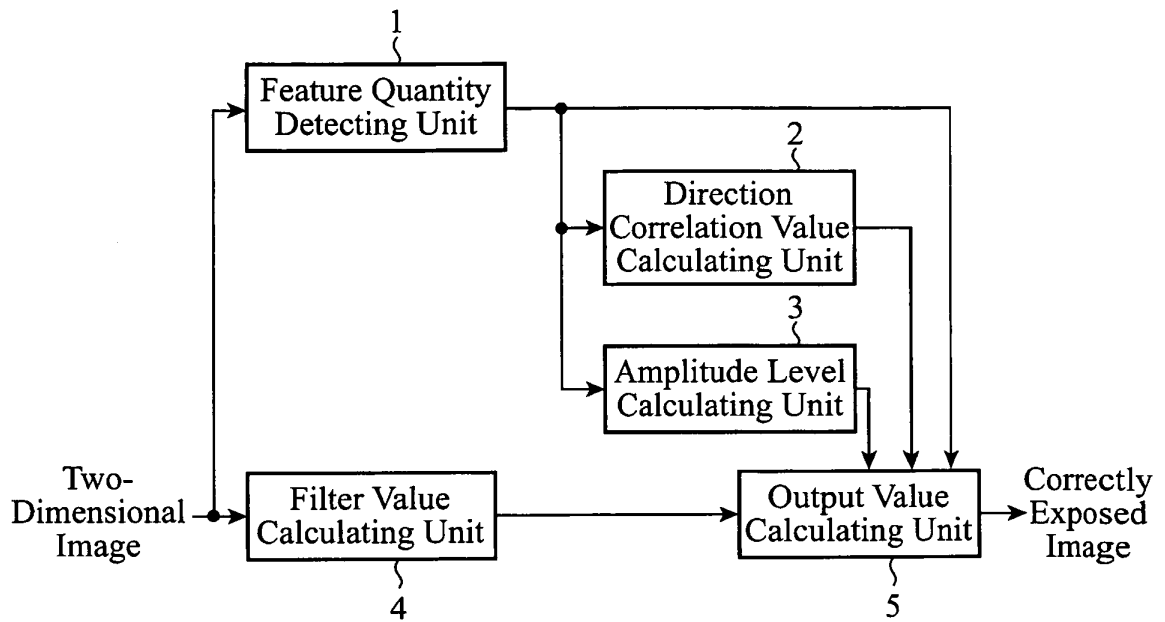 1
Feature Quantity
Detecting Unit
2
Direction
Correlation Value
Calculating Unit
3
Amplitude Level
Calculating Unit
Two-
Dimensional
Image
Filter Value
Calculating Unit
4
Output Value
Calculating Unit
5
Correctly
Exposed
Image